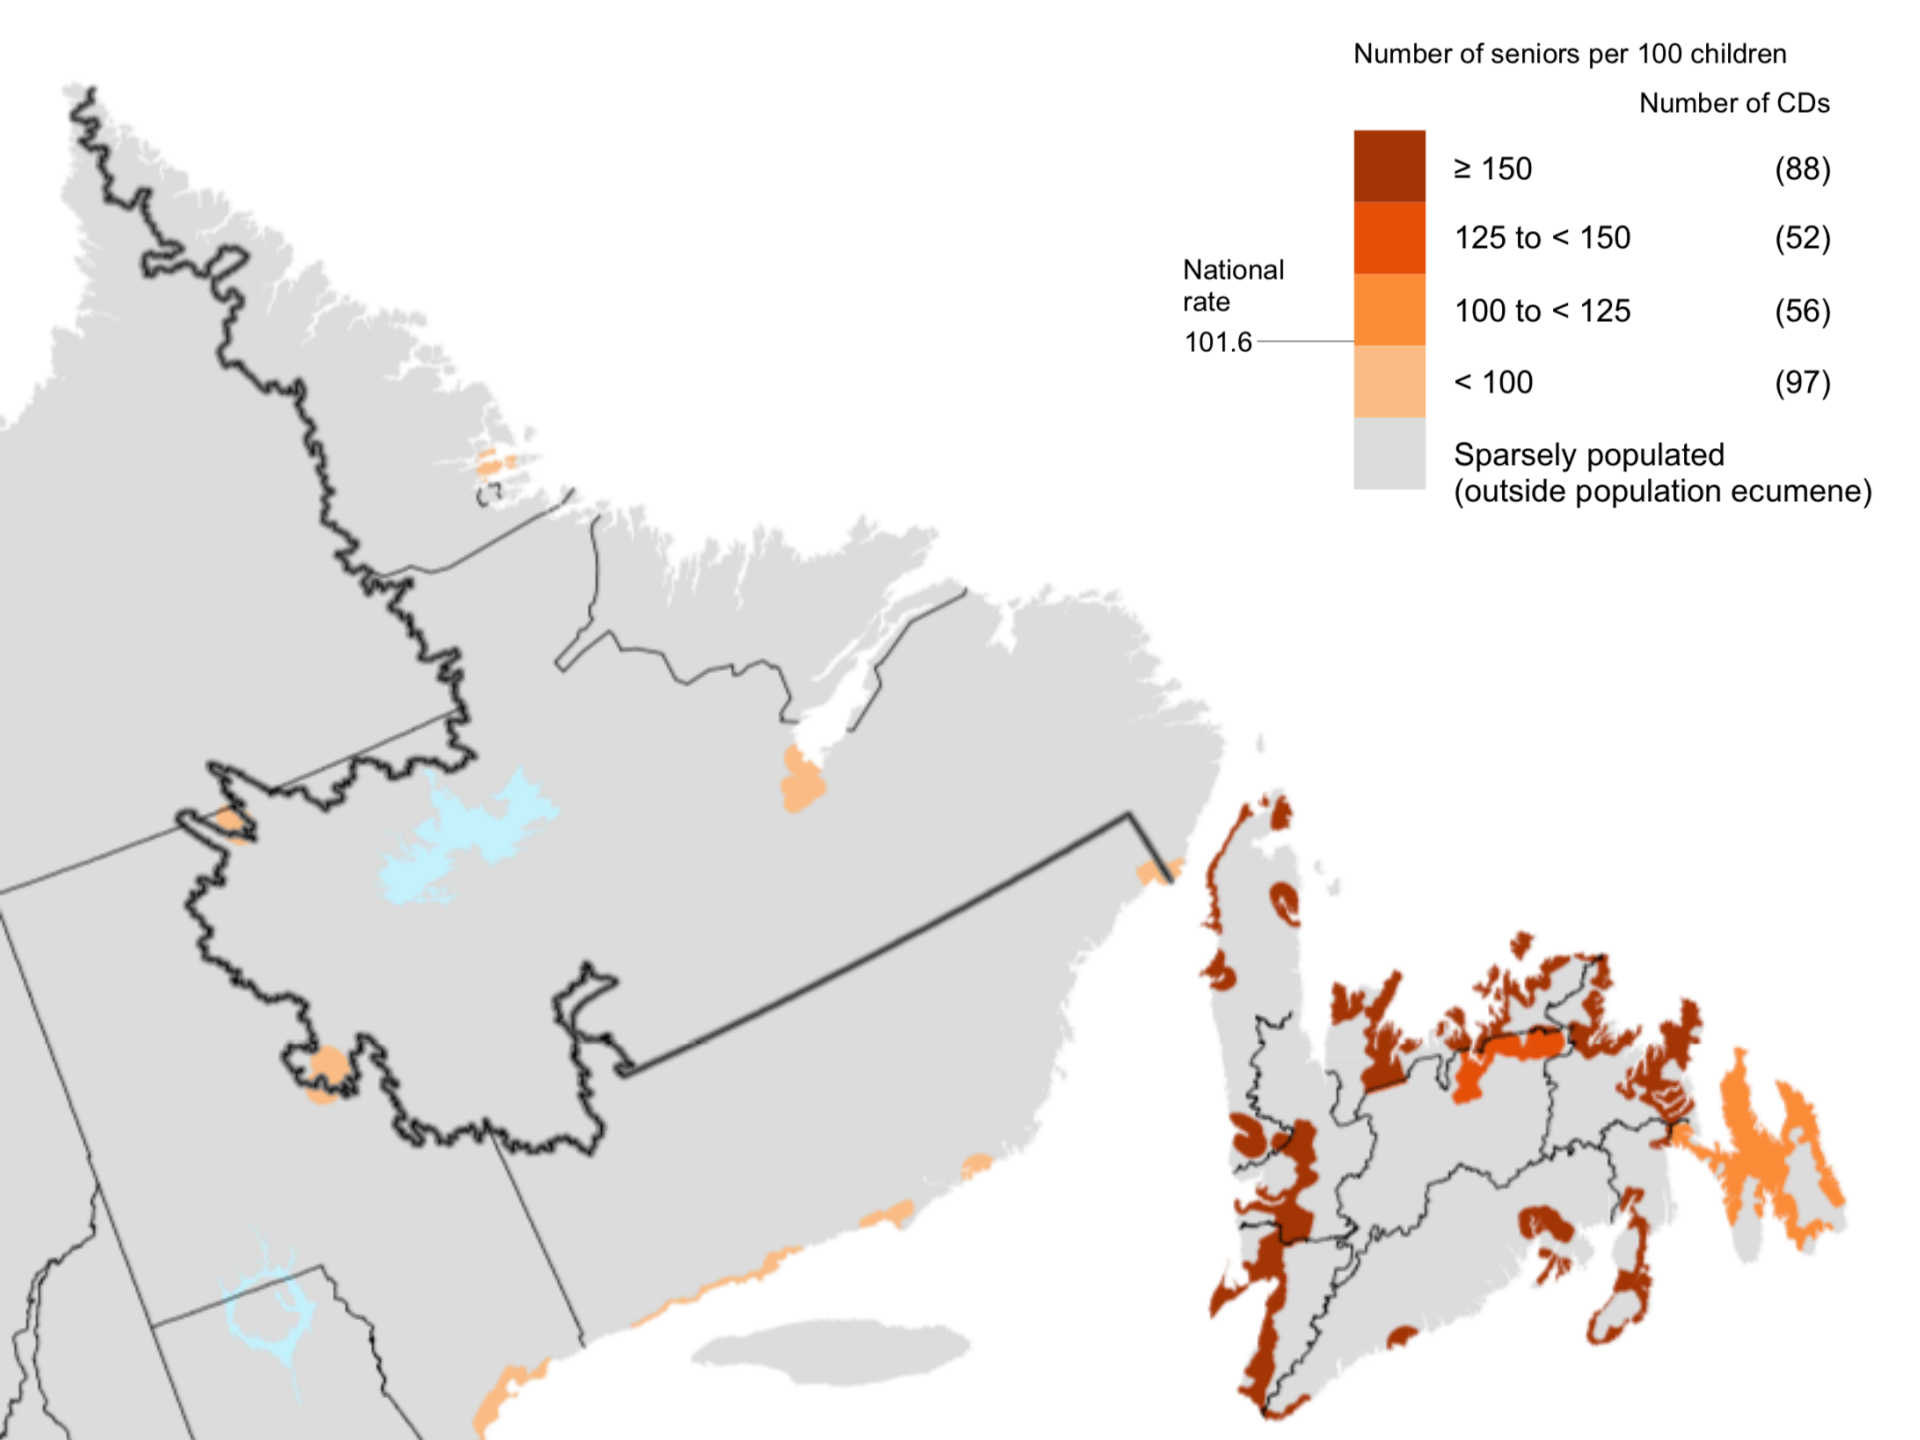 Number of seniors per 100 children
Number of CDs
≥ 150 (88)
125 to < 150 (52)
National
rate
100 to < 125 (56)
101.6
< 100 (97)
Sparsely populated
(outside population ecumene)